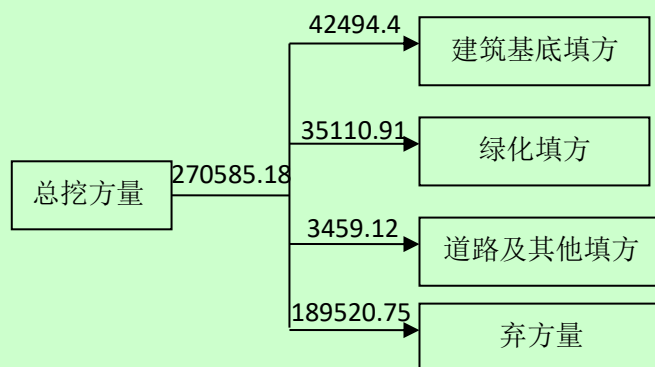 42494.4
建筑基底填方
35110.91
绿化填方
总挖方量
270585.18
3459.12
道路及其他填方
189520.75
弃方量